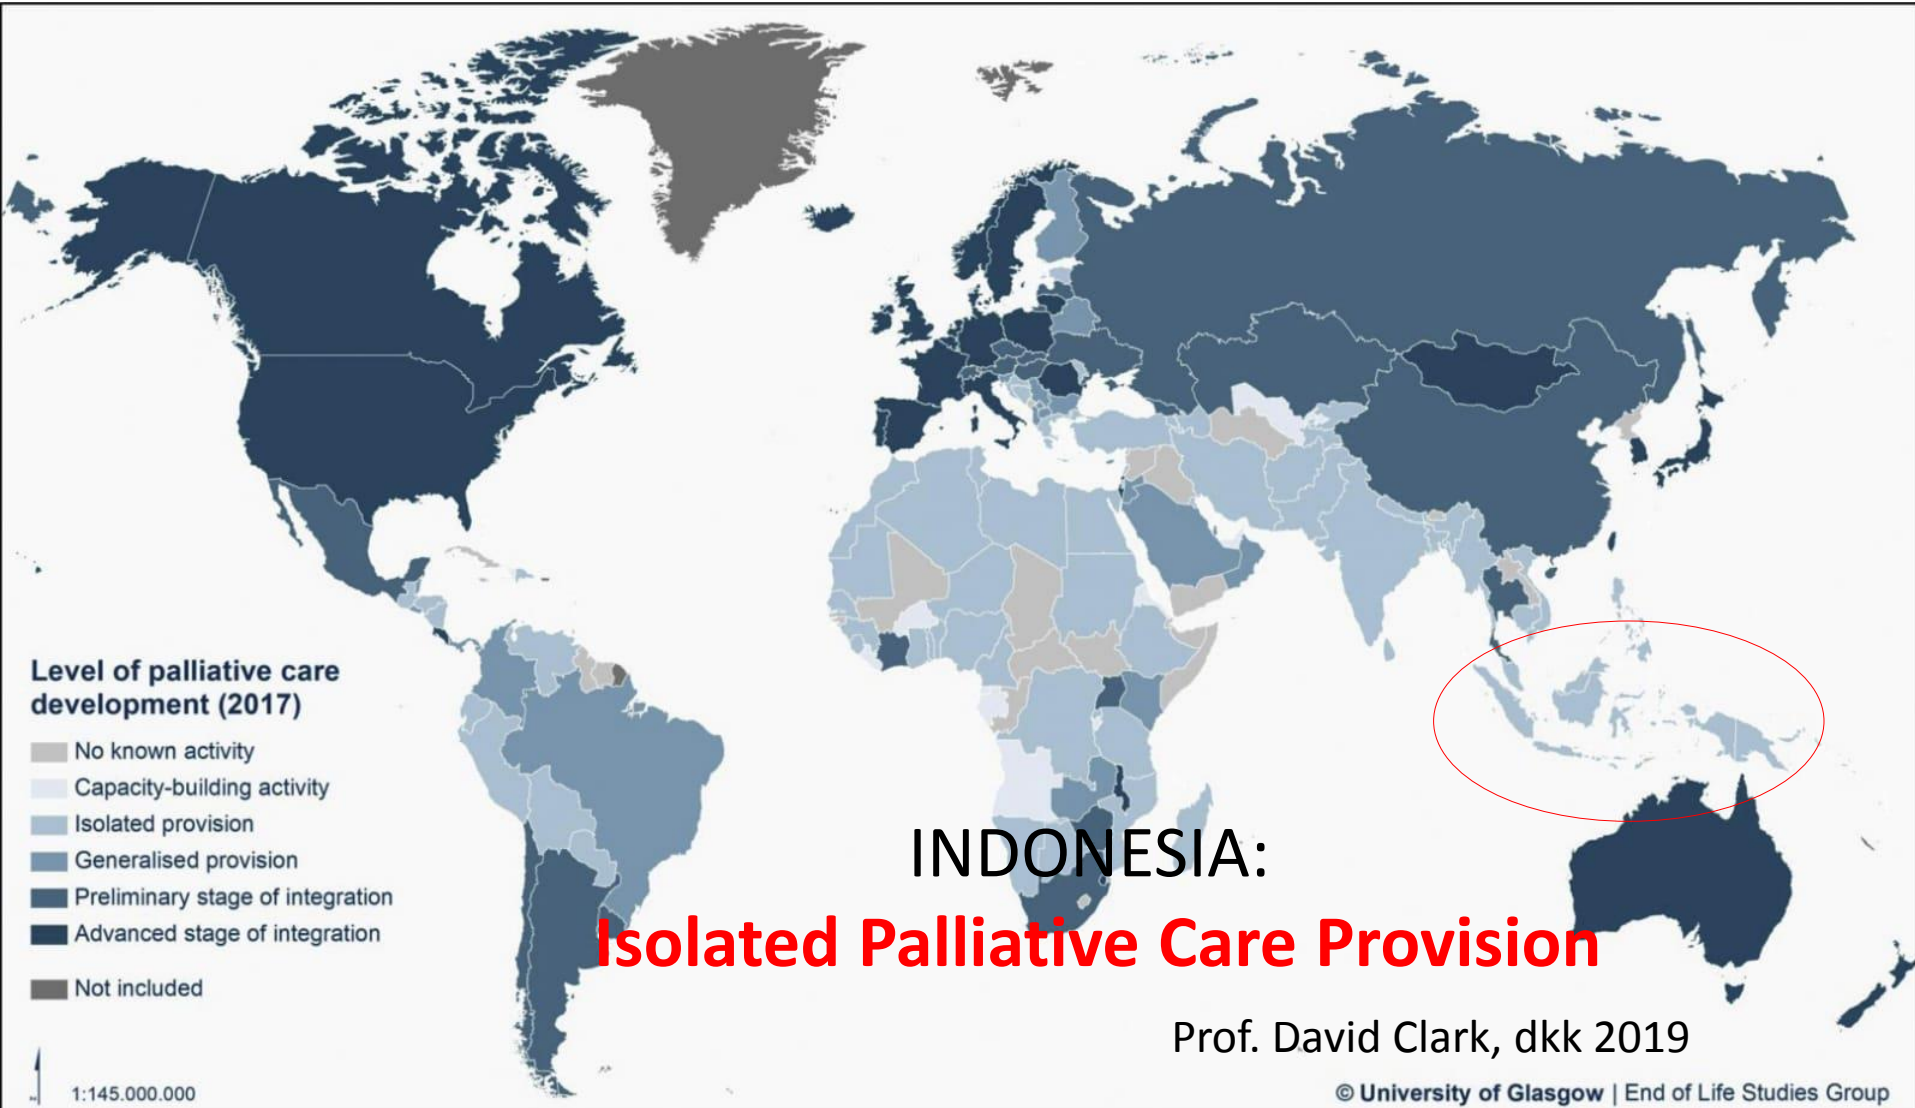 Level of palliative care
development (2017)
No known activity
Capacity-building activity
Isolated provision
Generalised provision
Preliminary stage of integration
Advanced stage of integration
Not included
1:145.000.000
INDONESIA:
Isolated Palliative Care Provision
Prof. David Clark, dkk 2019
© University of Glasgow | End of Life Studies Group